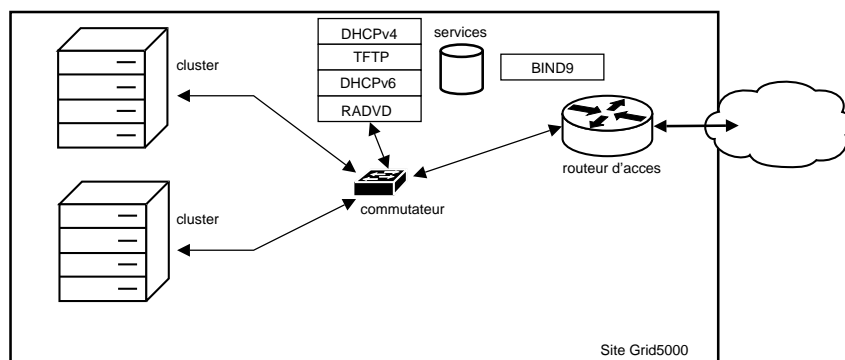 DHCPv4
services
TFTP
BIND9
cluster
DHCPv6
RADVD
routeur d'acces
cluster
commutateur
Site Grid5000